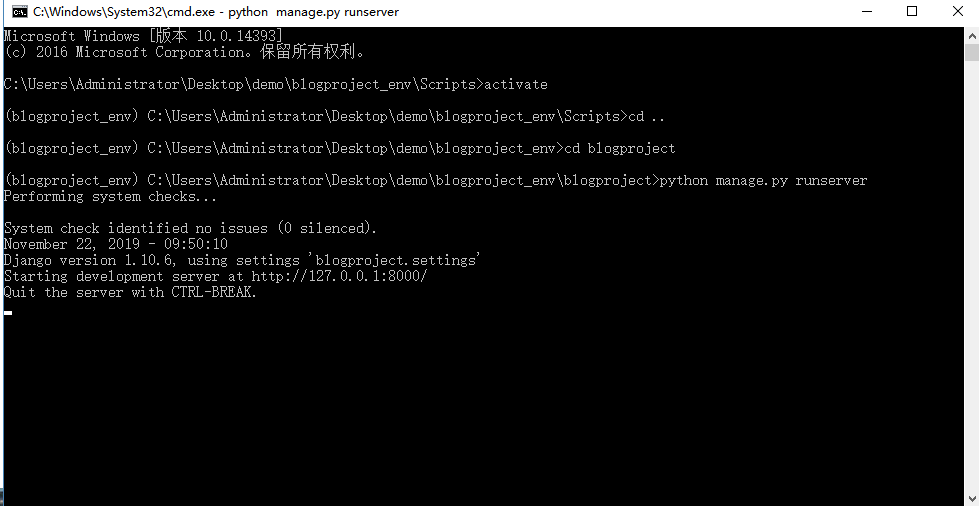 C:\Windows\System32\cmd.exe - python  manage.py runserver
Microsoft Windows [版本 10.0.14393]
(c) 2016 Microsoft Corporation。保留所有权利。
C:\Users\Administrator\Desktop\demo\blogproject_env\Scripts>activate
(blogproject_env) C:\Users\Administrator\Desktop\demo\blogproject_env\Scripts>cd ..
(blogproject_env) C:\Users\Administrator\Desktop\demo\blogproject_env>cd blogproject
(blogproject_env) C:\Users\Administrator\Desktop\demo\blogproject_env\blogproject>python manage.py runserver
Performing system checks...
System check identified no issues (0 silenced).
November 22, 2019 - 09:50:10
Django version 1.10.6, using settings 'blogproject.settings'
Starting development server at http://127.0.0.1:8000/
Quit the server with CTRL-BREAK.